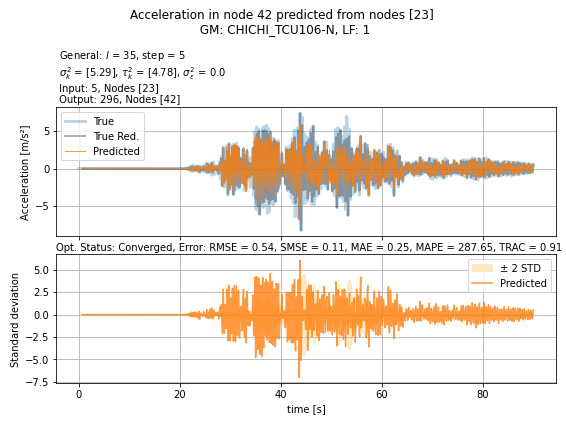 Acceleration in node 42 predicted from nodes [23]
GM: CHICHI_TCU106-N, LF: 1
General: l = 35, step = 5
σ²ₖ = [5.29], τ²ₖ = [4.78], σ²ε = 0.0
Input: 5, Nodes [23]
Output: 296, Nodes [42]
True
True Red.
Predicted
Acceleration [m/s²]
5
0
−5
Opt. Status: Converged, Error: RMSE = 0.54, SMSE = 0.11, MAE = 0.25, MAPE = 287.65, TRAC = 0.91
± 2 STD
Predicted
Standard deviation
5.0
2.5
0.0
−2.5
−5.0
−7.5
0 20 40 60 80
time [s]